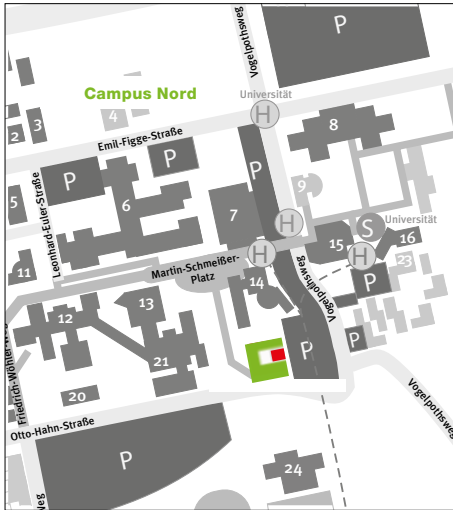 Vogelpothsweg
P
Campus Nord
Universität
H
2
3
4
8
Emil-Figge-Straße
P
P
P
9
5
Leonhard-Euler-Straße
6
7
H
S
Universität
15
16
H
H
23
11
Martin-Schmeißer-
Platz
14
Vogelpothsweg
P
12
13
21
P
P
Friedrich-Wöhler-Weg
20
Otto-Hahn-Straße
Vogelpothsweg
P
24
Weg